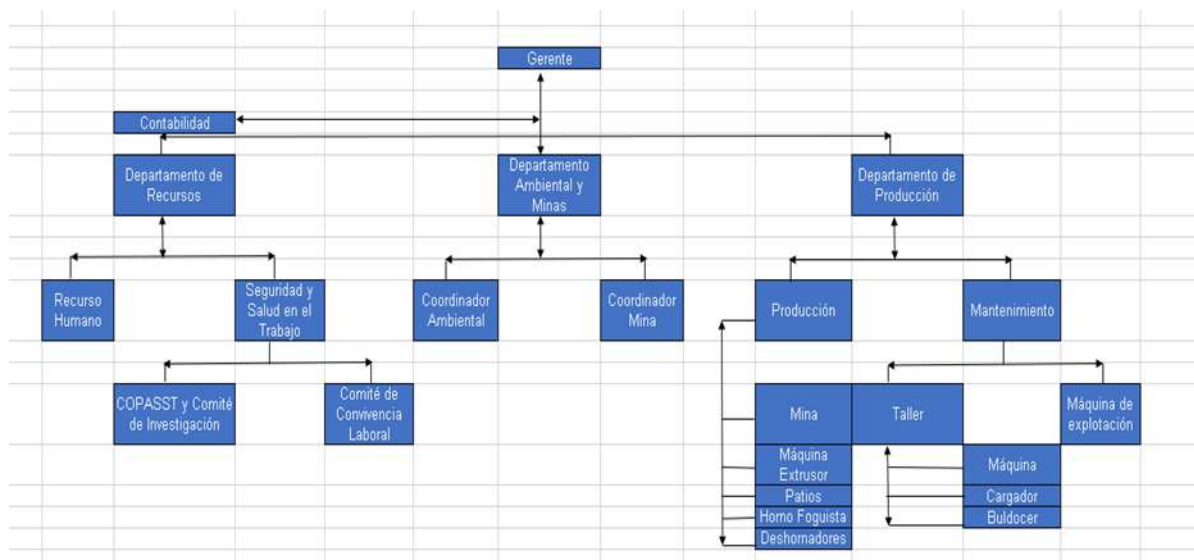 Gerente
Contabilidad
Departamento de
Recursos
Departamento
Ambiental y
Minas
Departamento de
Producción
Recurso
Humano
Seguridad y
Salud en el
Trabajo
Coordinador
Ambiental
Coordinador
Mina
Producción
Mantenimiento
COPASST y Comité
de Investigación
Comité de
Convivencia
Laboral
Mina
Taller
Máquina de
explotación
Máquina
Extrusor
Patios
Horno Foguista
Deshornadores
Máquina
Cargador
Buldocer